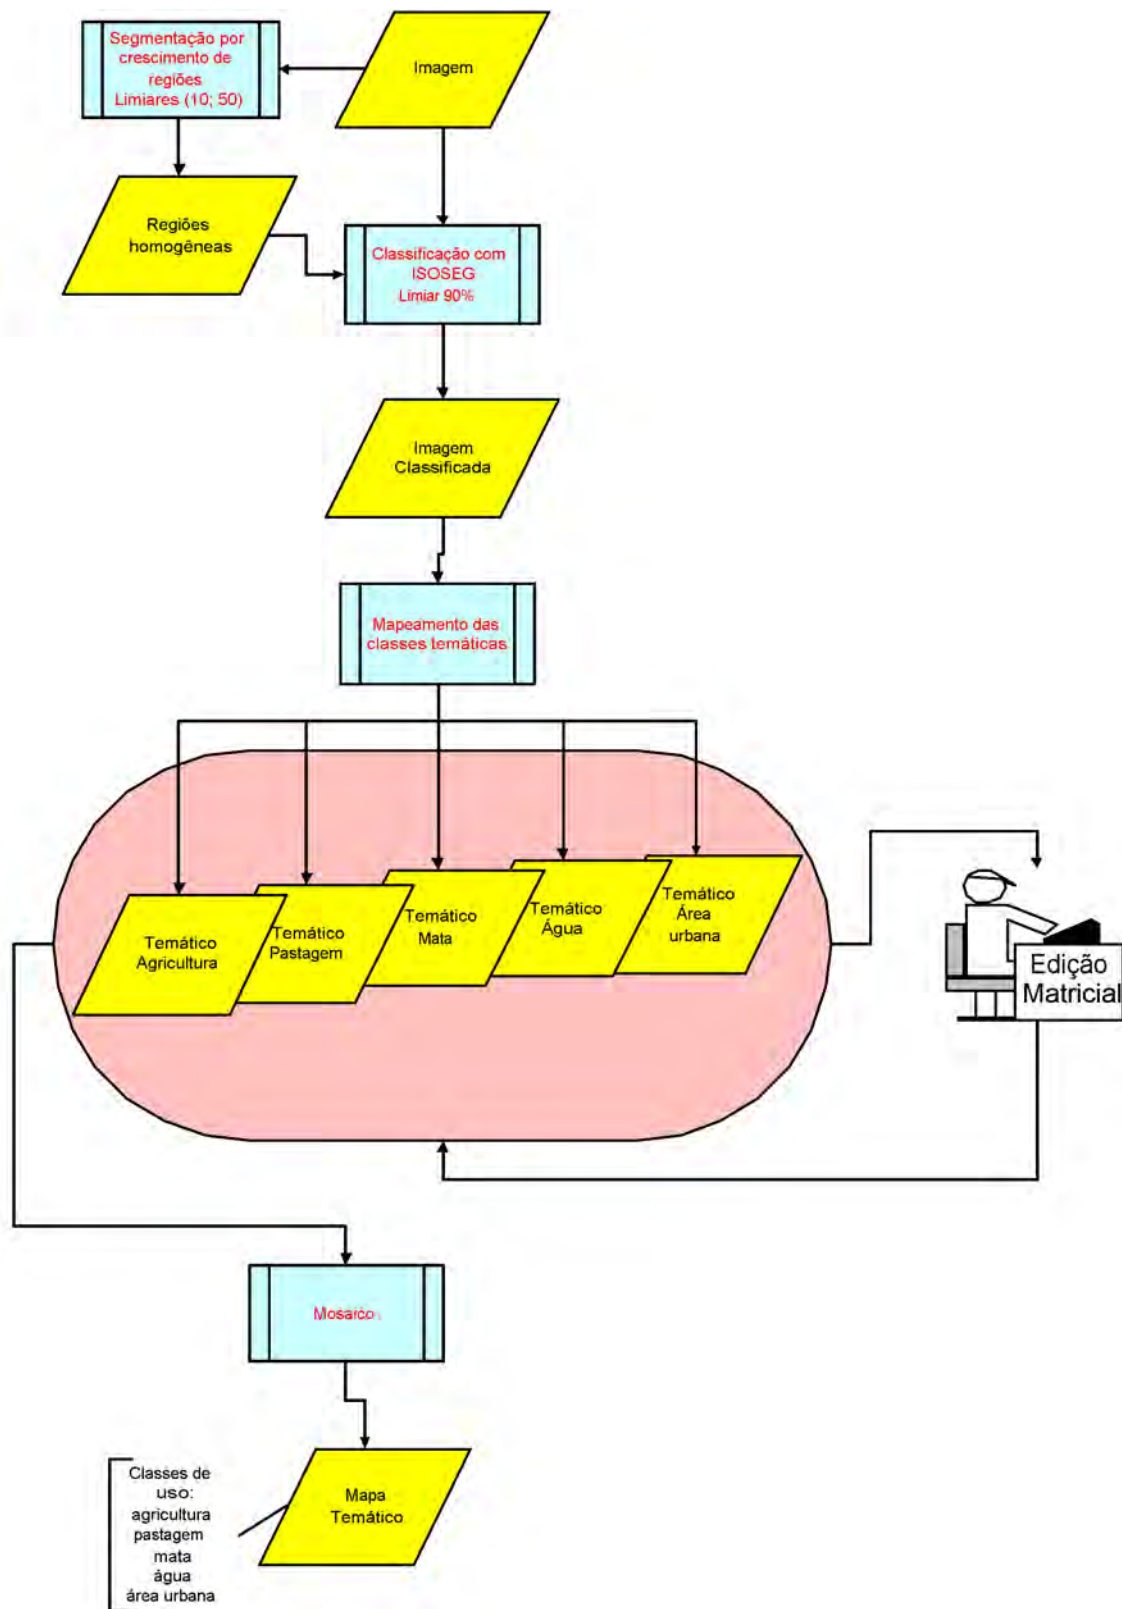 Segmentação por
crescimento de
regiões
Limiares (10; 50)
Imagem
Regiões
homogêneas
Classificação com
ISOSEG
Limiar 90%
Imagem
Classificada
Mapeamento das
classes temáticas
Temático
Agricultura
Temático
Pastagem
Temático
Mata
Temático
Água
Temático
Área
urbana
Edição
Matricial
Mosaico
Mapa
Temático
Classes de
uso:
agricultura
pastagem
mata
água
área urbana